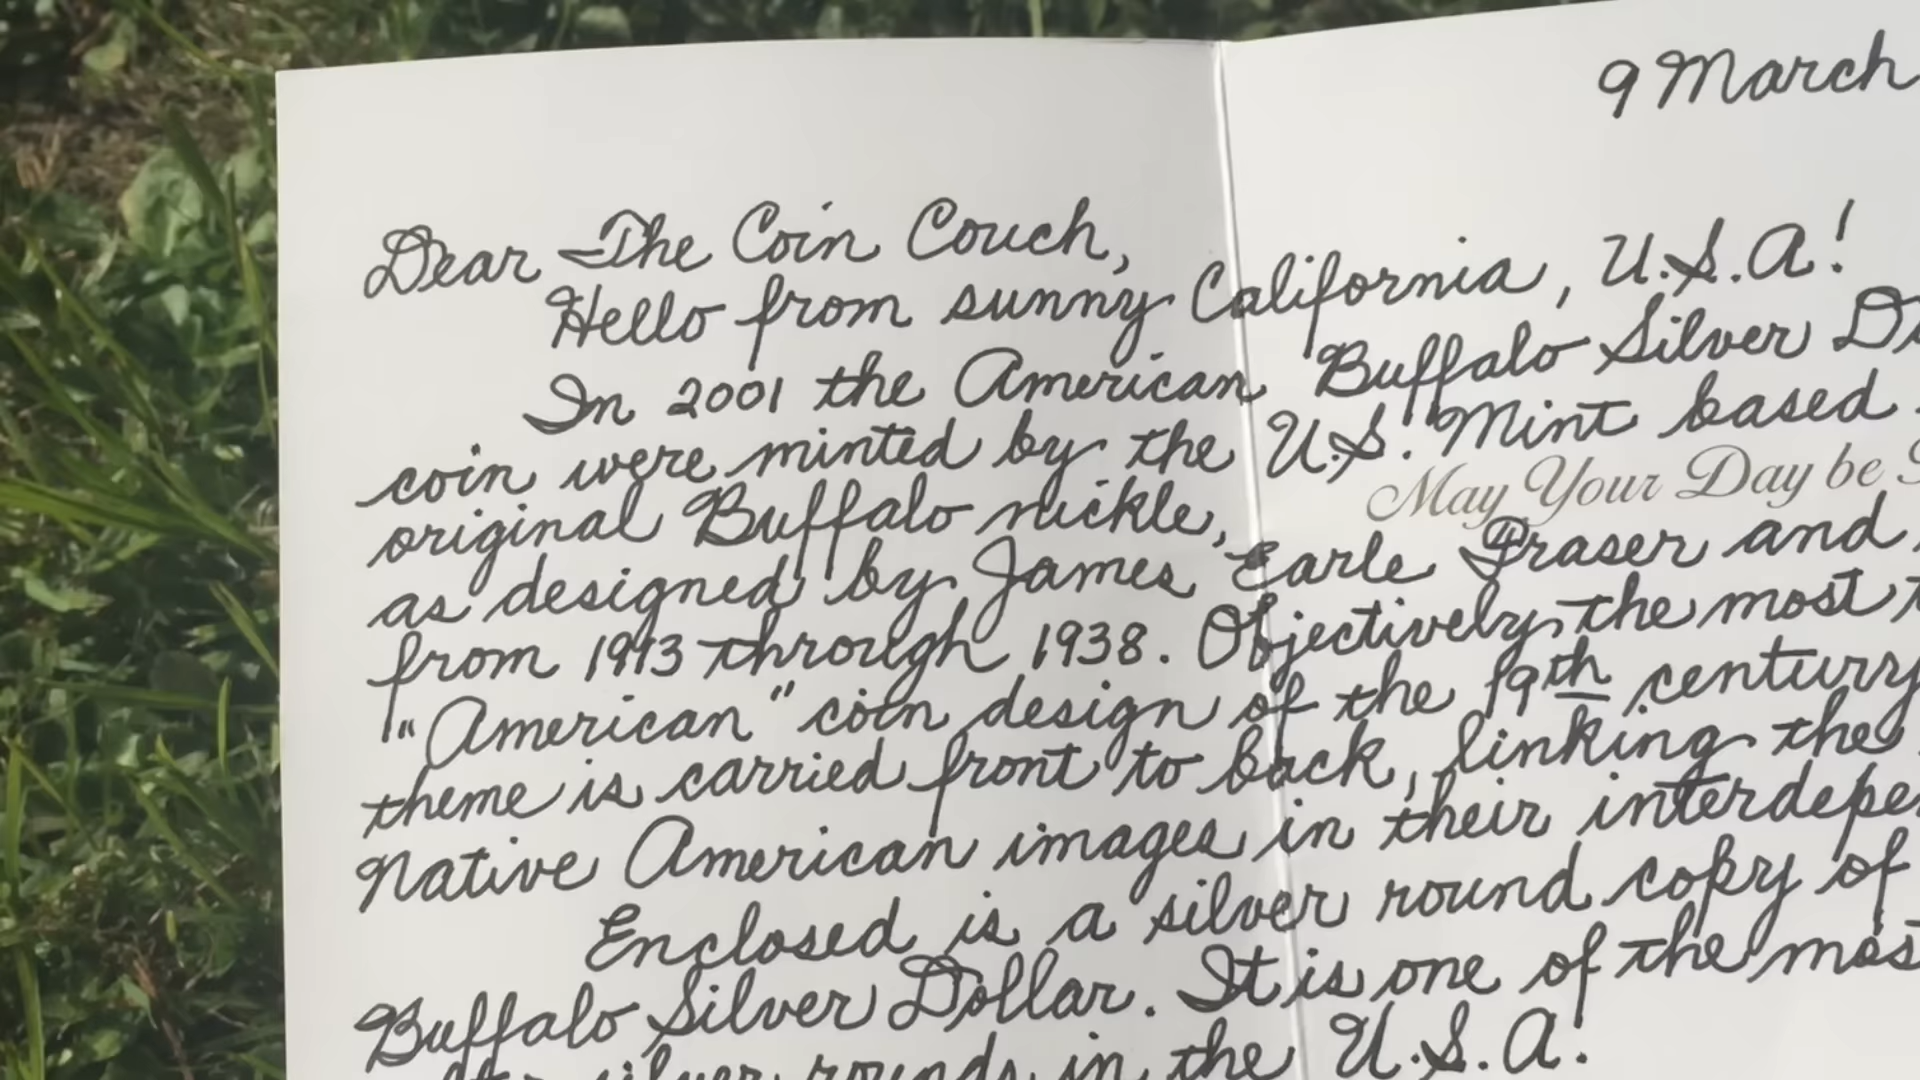 9 March
Dear The Coin Couch,
Hello from sunny California, U.S.A!
In 2001 the American Buffalo Silver
coin were minted by the U.S. Mint based
May Your Day be
original Buffalo nickle,
as designed by James Earle Fraser and
from 1913 through 1938. Objectively the most
"American" coin design of the 19th century
theme is carried front to back, linking the
Native American images in their
Enclosed is a silver round copy of
Buffalo Silver Dollar. It is one of the
silver rounds in the U.S.A.